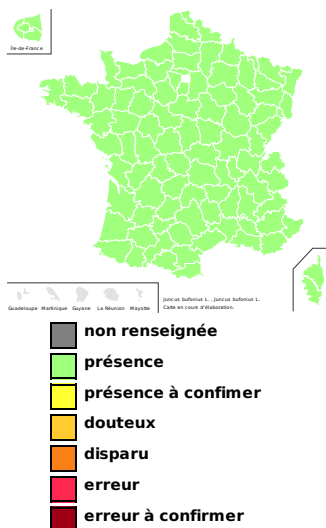 Île-de-France
Guadeloupe Martinique Guyane La Réunion Mayotte
Juncus bufonius L. , Juncus bufonius L.
Carte en cours d'élaboration.
non renseignée
présence
présence à confimer
douteux
disparu
erreur
erreur à confirmer